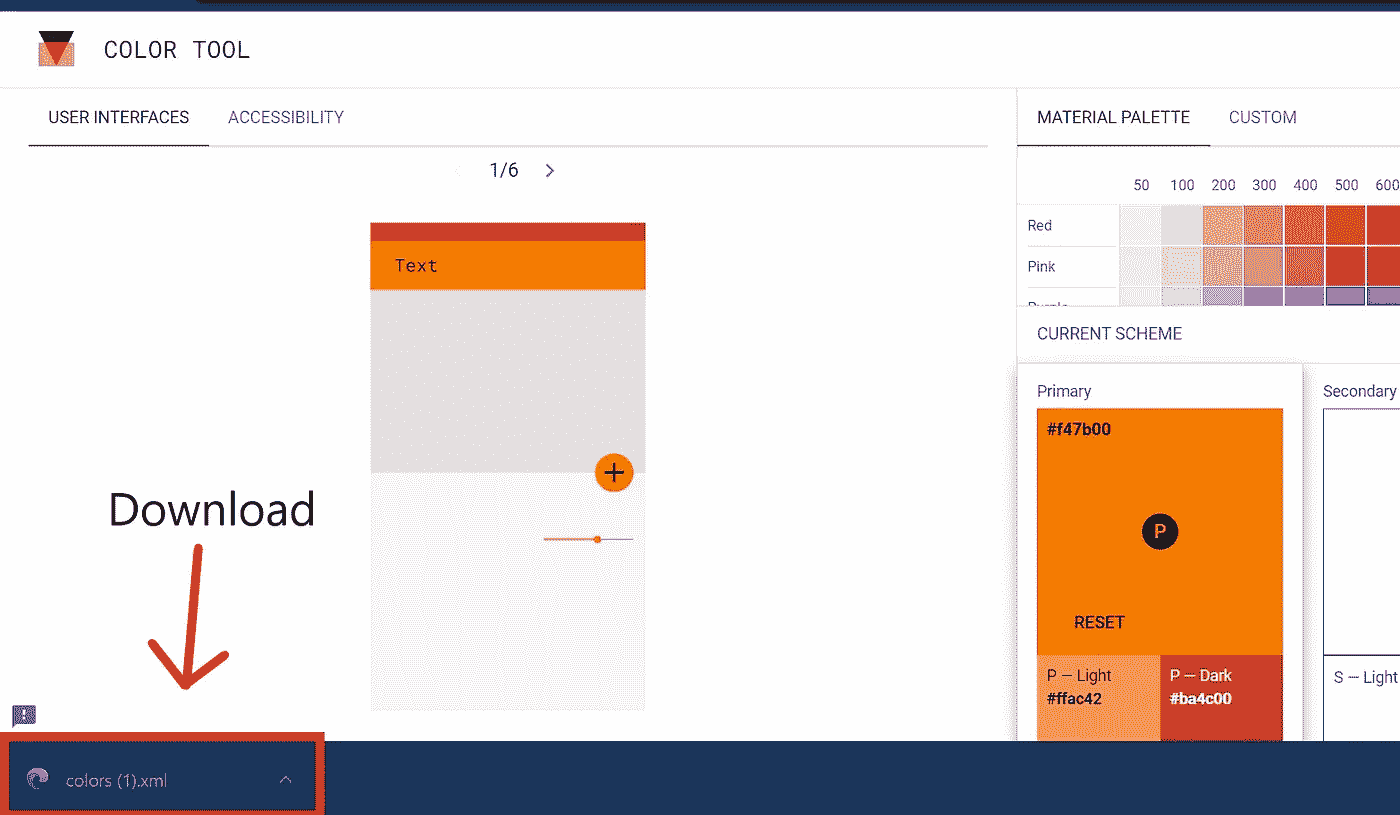 COLOR TOOL
USER INTERFACES ACCESSIBILITY
1/6
Text
Download
colors (1).xml
MATERIAL PALETTE CUSTOM
50 100 200 300 400 500 600
Red
Pink
Purple
CURRENT SCHEME
Primary Secondary
#f47b00
P
RESET
P — Light P — Dark S — Light
#ffac42 #ba4c00